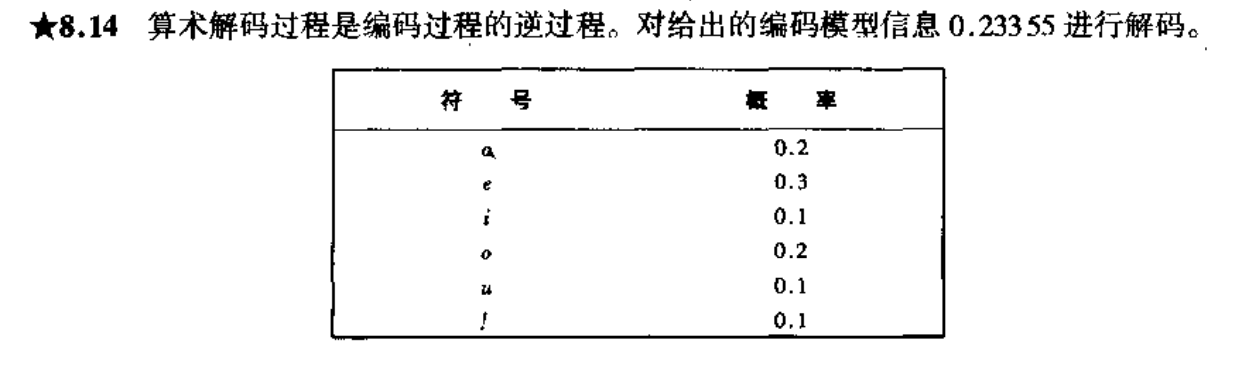 ★8.14 算术解码过程是编码过程的逆过程。对给出的编码模型信息 0.23355 进行解码。
符 号 概 率
a 0.2
e 0.3
i 0.1
o 0.2
u 0.1
! 0.1